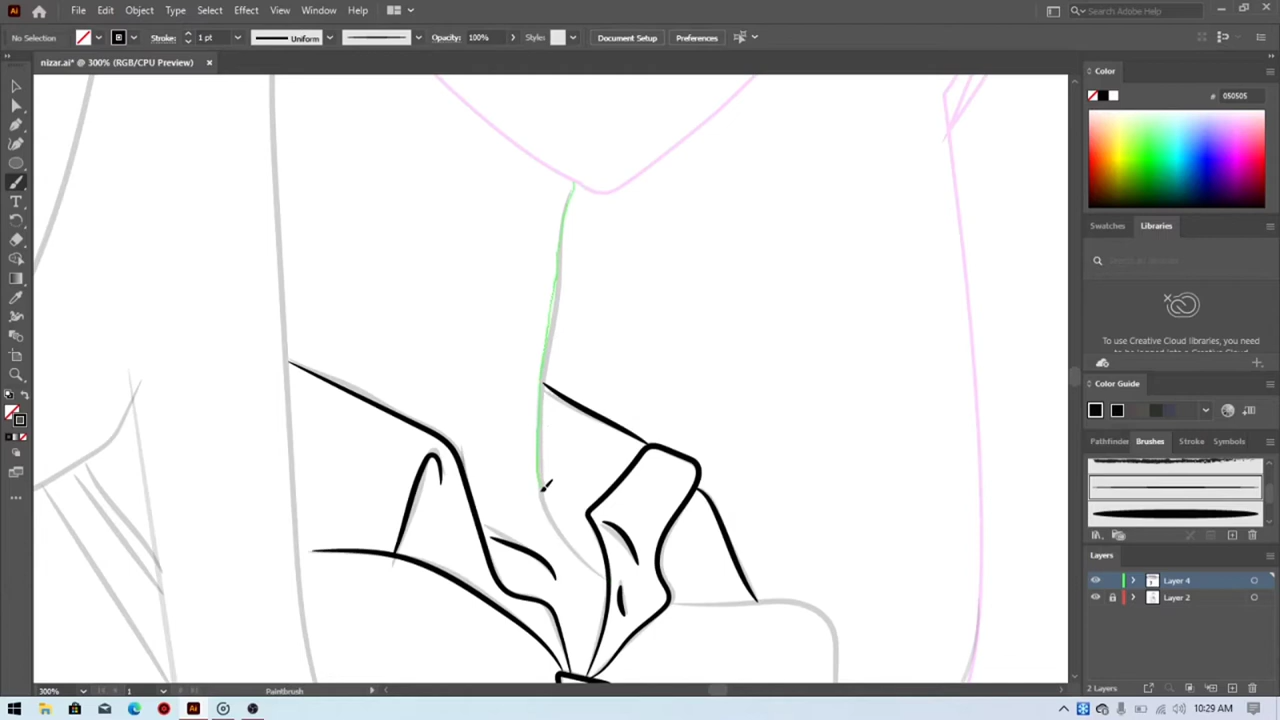 Ai File Edit Object Type Select Effect View Window Help Search Adobe Help
No Selection Stroke: 1 pt Uniform Opacity: 100% Styles Document Setup Preferences
nizar.ai* @ 300% (RGB/CPU Preview) ×
Color
# 050505
Swatches Libraries
To use Creative Cloud libraries, you need
Color Guide
Pathfinder Brushes Stroke Symbols
Layers
Layer 4
Layer 2
2 Layers
300% 1 Paintbrush
10:29 AM